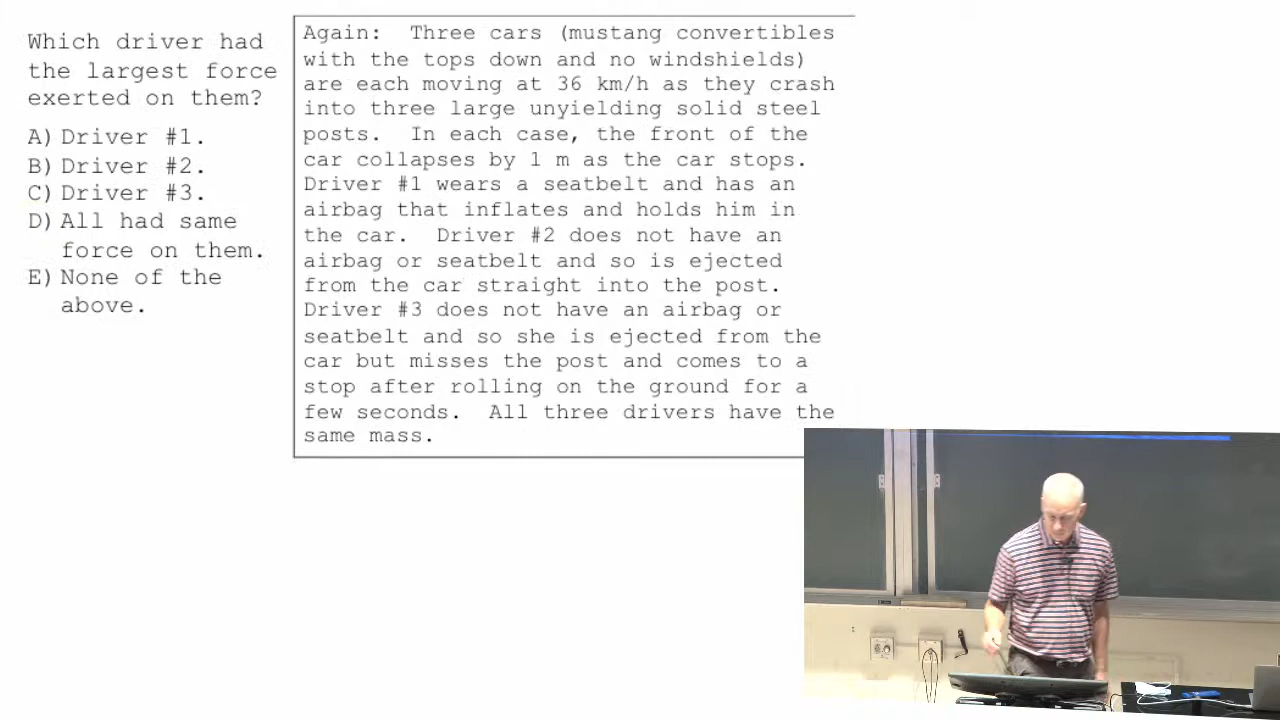 Which driver had
the largest force
exerted on them?
A) Driver #1.
B) Driver #2.
C) Driver #3.
D) All had same
force on them.
E) None of the
above.
Again:  Three cars (mustang convertibles
with the tops down and no windshields)
are each moving at 36 km/h as they crash
into three large unyielding solid steel
posts.  In each case, the front of the
car collapses by 1 m as the car stops.
Driver #1 wears a seatbelt and has an
airbag that inflates and holds him in
the car.  Driver #2 does not have an
airbag or seatbelt and so is ejected
from the car straight into the post.
Driver #3 does not have an airbag or
seatbelt and so she is ejected from the
car but misses the post and comes to a
stop after rolling on the ground for a
few seconds.  All three drivers have the
same mass.